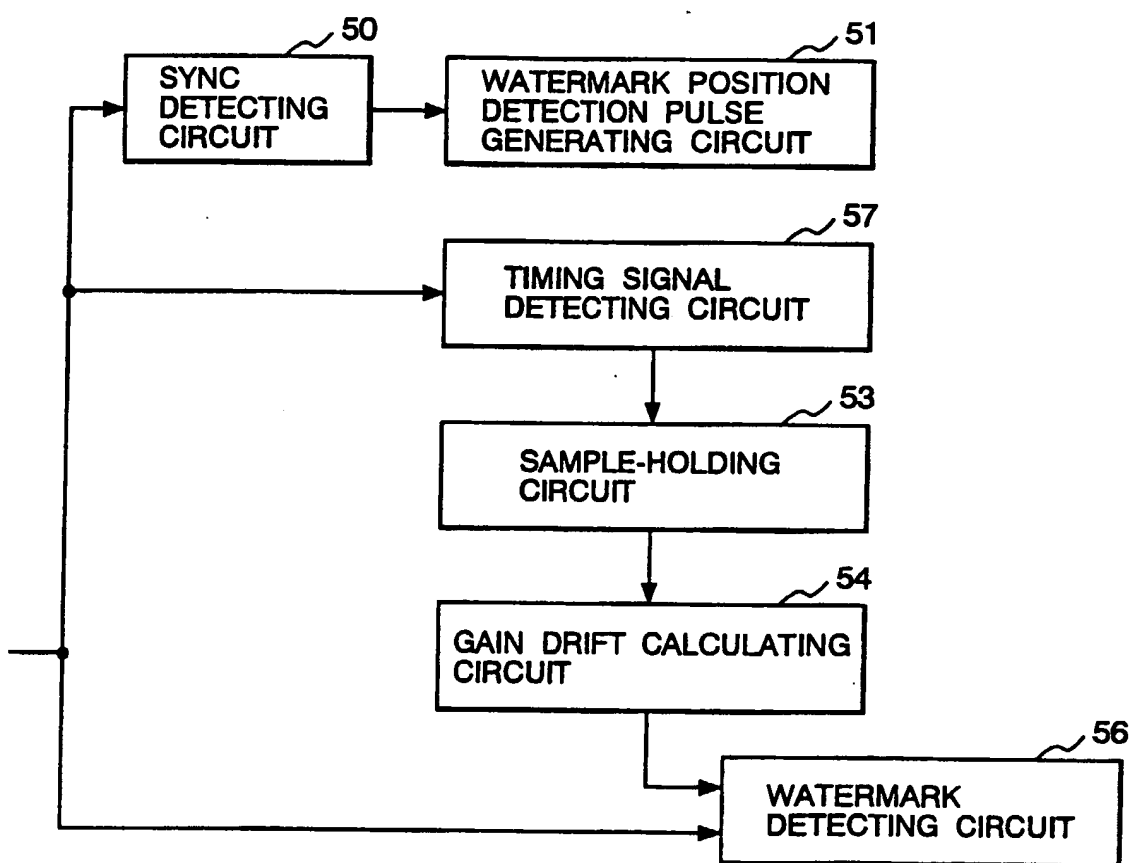 50
SYNC
DETECTING
CIRCUIT
51
WATERMARK POSITION
DETECTION PULSE
GENERATING CIRCUIT
57
TIMING SIGNAL
DETECTING CIRCUIT
53
SAMPLE-HOLDING
CIRCUIT
54
GAIN DRIFT CALCULATING
CIRCUIT
56
WATERMARK
DETECTING CIRCUIT